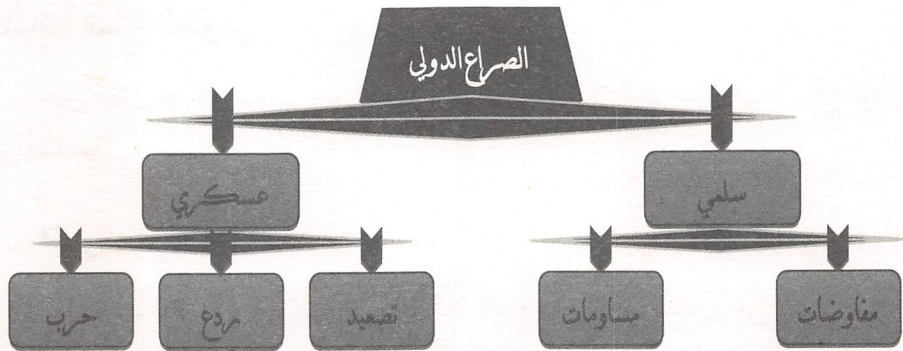 الصراع الدولي
سلمي
عسكري
مفاوضات
مساومات
تصعيد
ردع
حرب